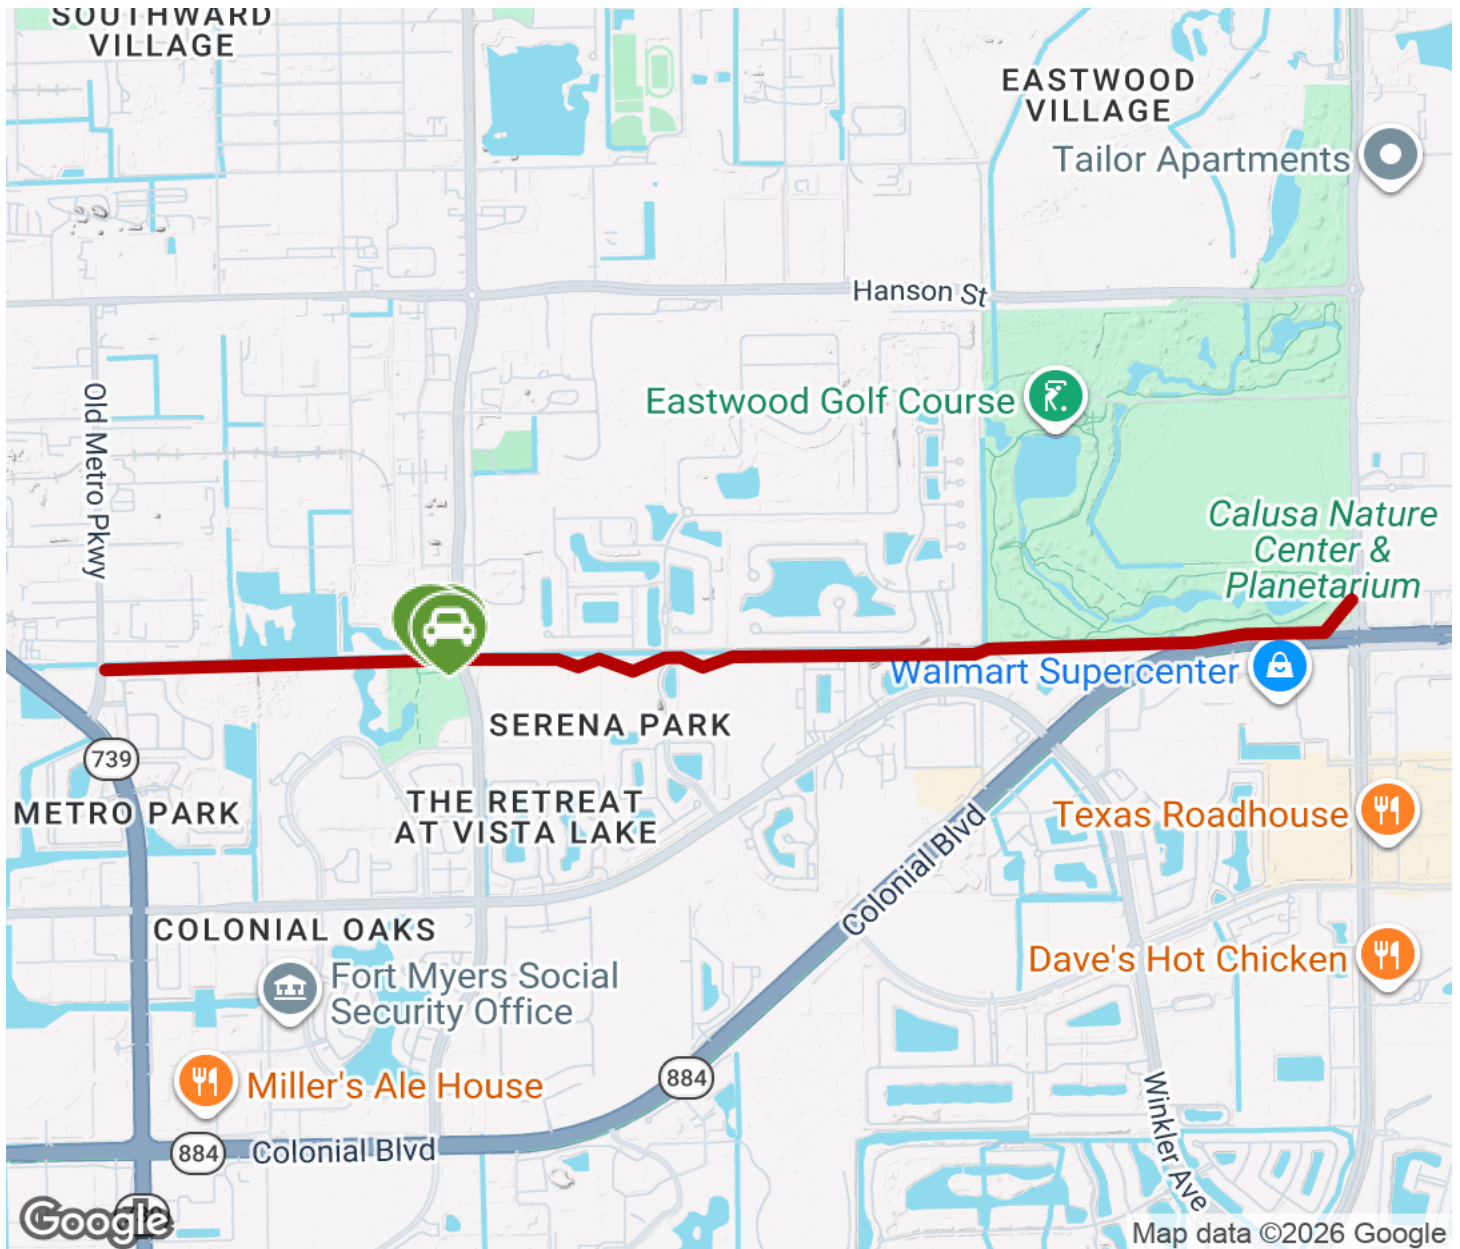 SOUTHWARD
VILLAGE
EASTWOOD
VILLAGE
Tailor Apartments
Hanson St
Old Metro Pkwy
Eastwood Golf Course
Calusa Nature
Center &
Planetarium
Walmart Supercenter
SERENA PARK
739
METRO PARK
THE RETREAT
AT VISTA LAKE
Texas Roadhouse
Colonial Blvd
COLONIAL OAKS
Dave's Hot Chicken
Fort Myers Social
Security Office
Miller's Ale House
884
Winkler Ave
884
Colonial Blvd
Google
Map data ©2026 Google